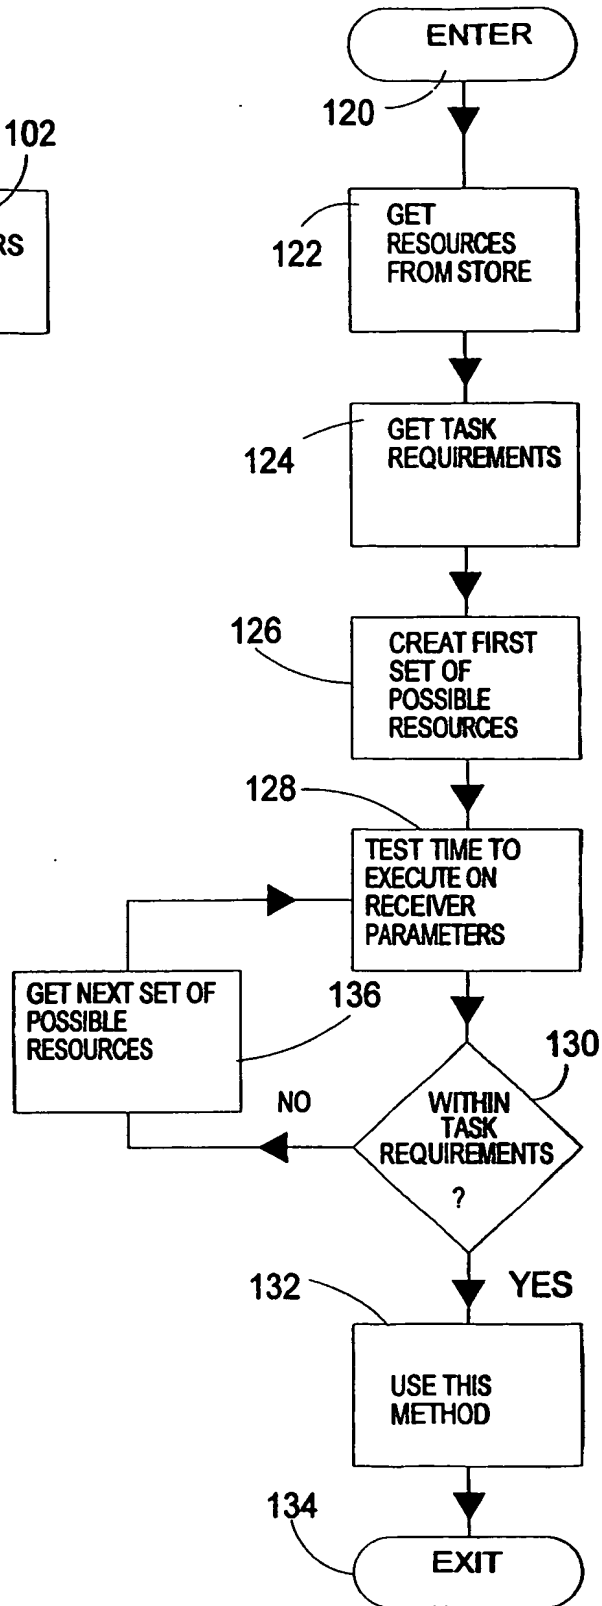 ENTER
120
102
RS
GET
RESOURCES
FROM STORE
122
GET TASK
REQUIREMENTS
124
126
CREAT FIRST
SET OF
POSSIBLE
RESOURCES
128
TEST TIME TO
EXECUTE ON
RECEIVER
PARAMETERS
GET NEXT SET OF
POSSIBLE
RESOURCES
136
130
NO
WITHIN
TASK
REQUIREMENTS
?
YES
132
USE THIS
METHOD
134
EXIT